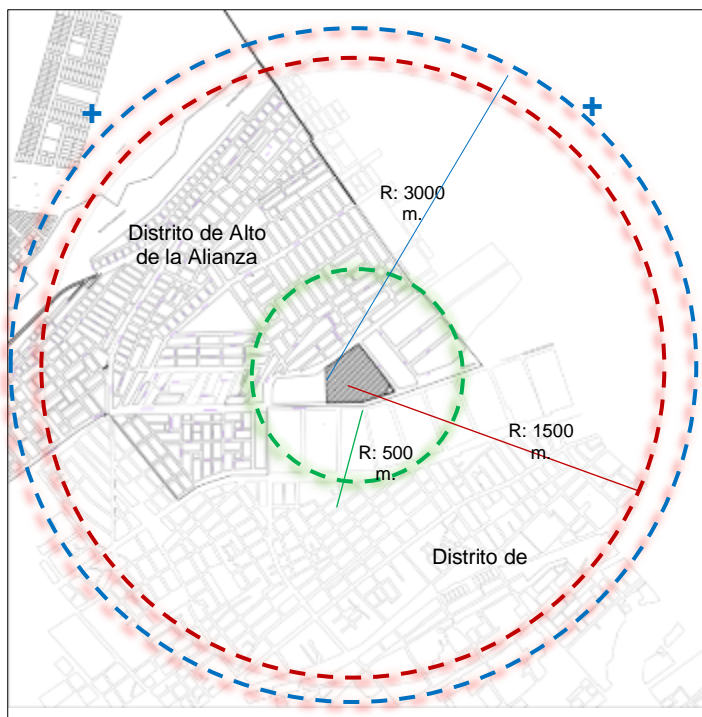 R: 3000
m.
Distrito de Alto
de la Alianza
R: 1500
m.
R: 500
m.
Distrito de